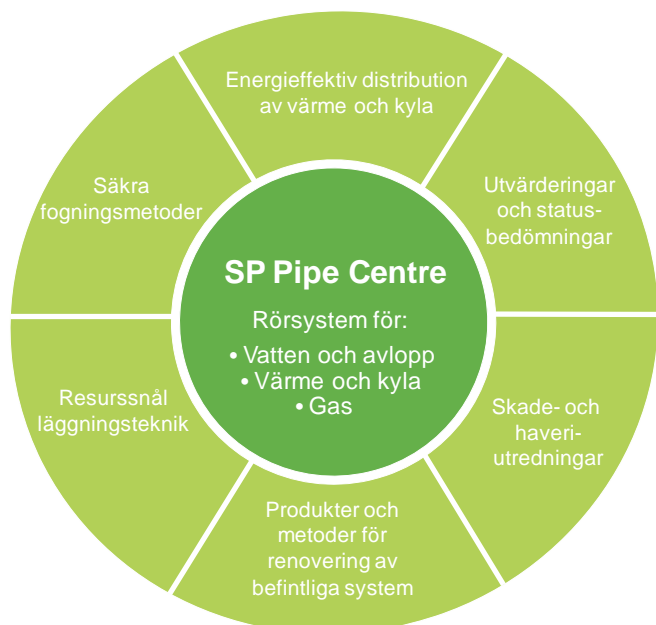 Energieffektiv distribution
av värme och kyla
Utvärderingar
och status-
bedömningar
Skade- och
haveri-
utredningar
Produkter och
metoder för
renovering av
befintliga system
Resurssnål
läggningsteknik
Säkra
fogningsmetoder
SP Pipe Centre
Rörsystem för:
• Vatten och avlopp
• Värme och kyla
• Gas